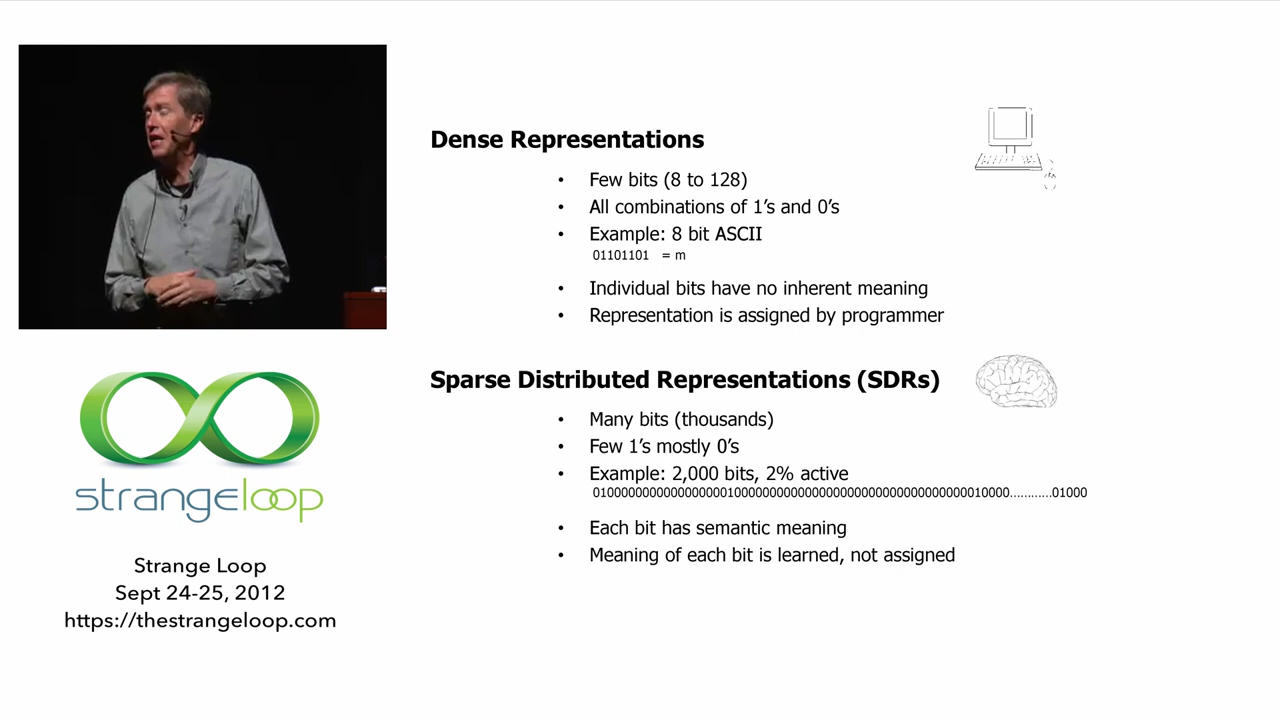 Dense Representations
• Few bits (8 to 128)
• All combinations of 1’s and 0’s
• Example: 8 bit ASCII
01101101 = m
• Individual bits have no inherent meaning
• Representation is assigned by programmer
Sparse Distributed Representations (SDRs)
• Many bits (thousands)
• Few 1’s mostly 0’s
• Example: 2,000 bits, 2% active
• Each bit has semantic meaning
• Meaning of each bit is learned, not assigned
strangeloop
Strange Loop
Sept 24-25, 2012
https://thestrangeloop.com